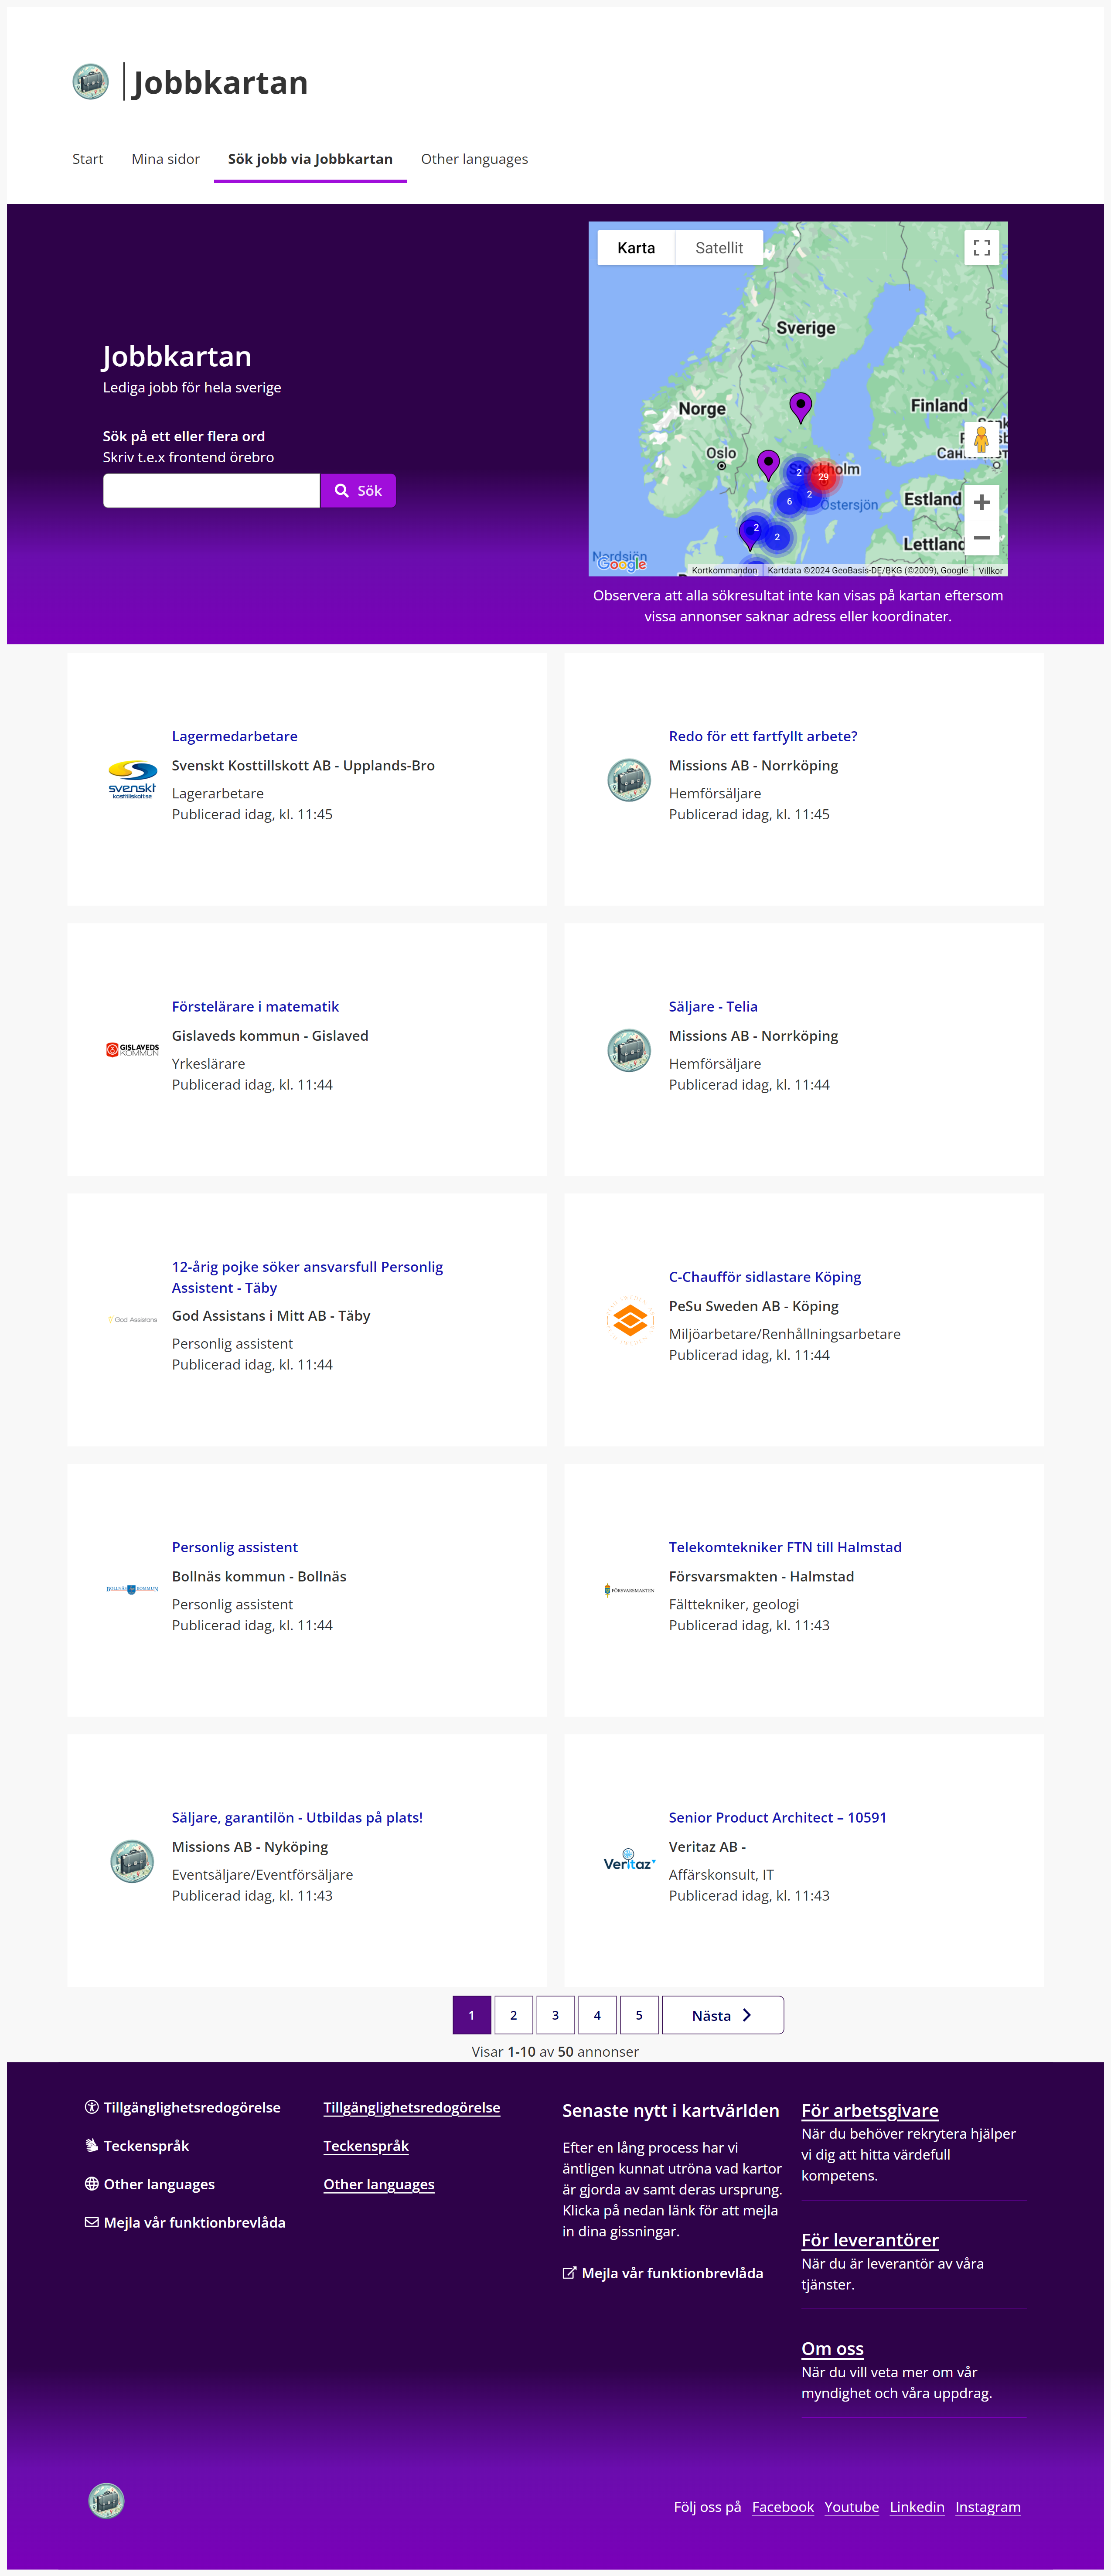 Jobbkartan
Start
Mina sidor
Sök jobb via Jobbkartan
Other languages
Jobbkartan
Lediga jobb för hela sverige
Sök på ett eller flera ord
Skriv t.e.x frontend örebro
Sök
Karta
Satellit
Sverige
Norge
Finland
Oslo
2
29
6
2
Östersjön
Estland
2
2
Lettland
Nordsjön
Google
Kortkommandon
Kartdata ©2024 GeoBasis-DE/BKG (©2009), Google
Villkor
Observera att alla sökresultat inte kan visas på kartan eftersom
vissa annonser saknar adress eller koordinater.
Lagermedarbetare
Svenskt Kosttillskott AB - Upplands-Bro
Lagerarbetare
Publicerad idag, kl. 11:45
svenskt
kosttillskott.se
Redo för ett fartfyllt arbete?
Missions AB - Norrköping
Hemförsäljare
Publicerad idag, kl. 11:45
Förstelärare i matematik
Gislaveds kommun - Gislaved
Yrkeslärare
Publicerad idag, kl. 11:44
GISLAVEDS
KOMMUN
Säljare - Telia
Missions AB - Norrköping
Hemförsäljare
Publicerad idag, kl. 11:44
12-årig pojke söker ansvarsfull Personlig
Assistent - Täby
God Assistans i Mitt AB - Täby
Personlig assistent
Publicerad idag, kl. 11:44
God Assistans
C-Chaufför sidlastare Köping
PeSu Sweden AB - Köping
Miljöarbetare/Renhållningsarbetare
Publicerad idag, kl. 11:44
Personlig assistent
Bollnäs kommun - Bollnäs
Personlig assistent
Publicerad idag, kl. 11:44
BOLLNÄS KOMMUN
Telekomtekniker FTN till Halmstad
Försvarsmakten - Halmstad
Fälttekniker, geologi
Publicerad idag, kl. 11:43
FÖRSVARSMAKTEN
Säljare, garantilön - Utbildas på plats!
Missions AB - Nyköping
Eventsäljare/Eventförsäljare
Publicerad idag, kl. 11:43
Senior Product Architect – 10591
Veritaz AB -
Affärskonsult, IT
Publicerad idag, kl. 11:43
Veritaz
1
2
3
4
5
Nästa
Visar 1-10 av 50 annonser
Tillgänglighetsredogörelse
Teckenspråk
Other languages
Mejla vår funktionbrevlåda
Tillgänglighetsredogörelse
Teckenspråk
Other languages
Senaste nytt i kartvärlden
Efter en lång process har vi
äntligen kunnat utröna vad kartor
är gjorda av samt deras ursprung.
Klicka på nedan länk för att mejla
in dina gissningar.
Mejla vår funktionbrevlåda
För arbetsgivare
När du behöver rekrytera hjälper
vi dig att hitta värdefull
kompetens.
För leverantörer
När du är leverantör av våra
tjänster.
Om oss
När du vill veta mer om vår
myndighet och våra uppdrag.
Följ oss på
Facebook
Youtube
Linkedin
Instagram